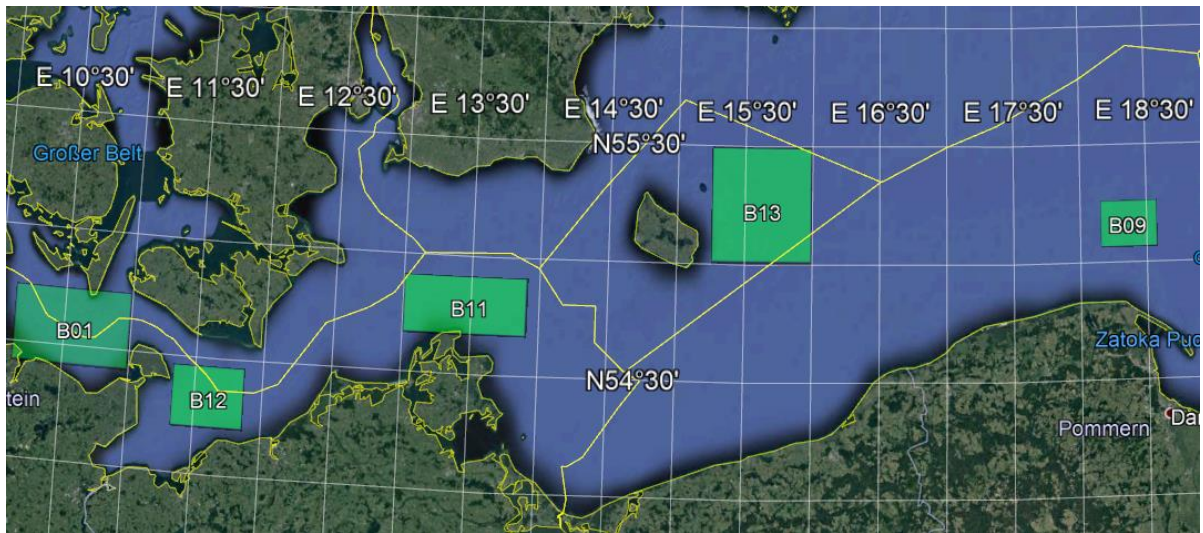 E 10°30'
E 11°30'
E 12°30'
E 13°30'
E 14°30'
E 15°30'
E 16°30'
E 17°30'
E 18°30'
N55°30'
Großer Belt
B13
B09
B01
B11
Zatoka Puc
N54°30'
tein
B12
Pommern
Dar